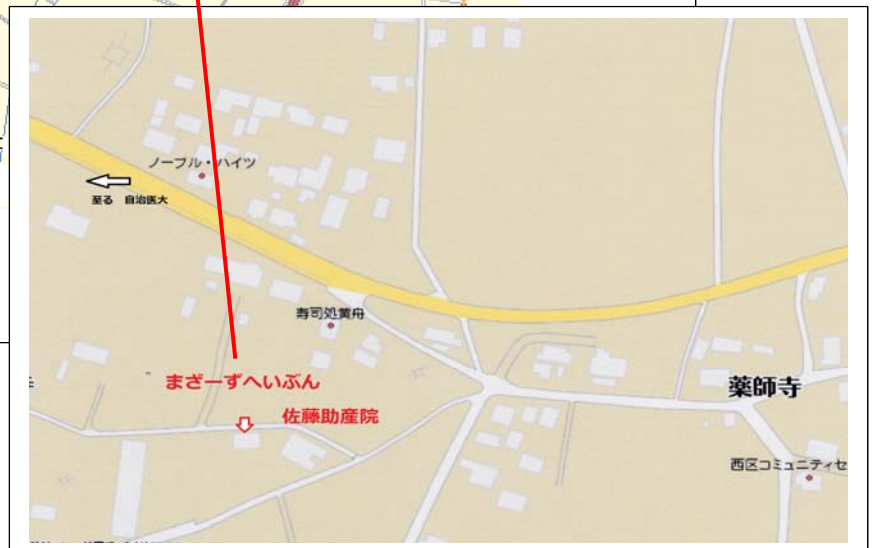 ノーブル・ハイツ
至る 自治医大
寿司処黄舟
まざーずへいぶん
佐藤助産院
薬師寺
西区コミュニティセ